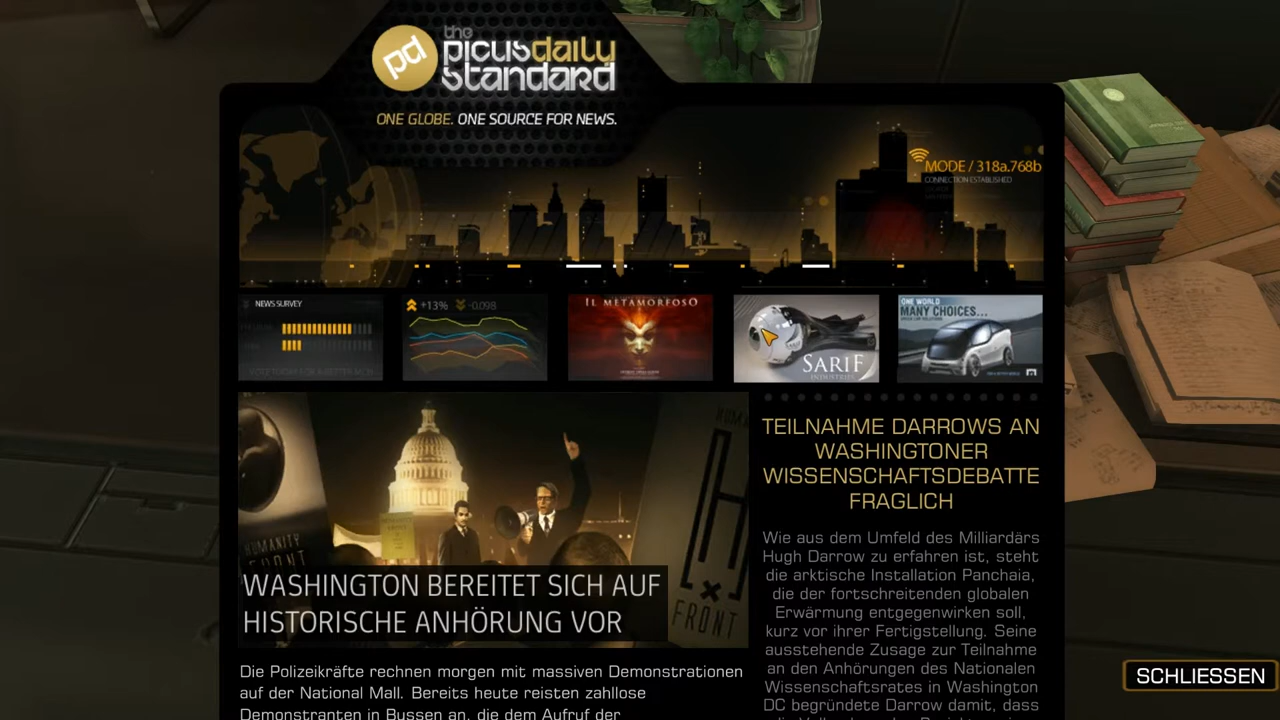 the
picusdaily
standard
pd
ONE GLOBE. ONE SOURCE FOR NEWS.
MODE / 318a.768b
CONNECTION ESTABLISHED
NEWS SURVEY
+13% -0.098
IL METAMORFOSO
SARIF
INDUSTRIES
ONE WORLD
MANY CHOICES...
HUMANITY
FRONT
FRONT
WASHINGTON BEREITET SICH AUF
HISTORISCHE ANHÖRUNG VOR
Die Polizeikräfte rechnen morgen mit massiven Demonstrationen
auf der National Mall. Bereits heute reisten zahllose
Demonstranten in Bussen an, die dem Aufruf der
TEILNAHME DARROWS AN
WASHINGTONER
WISSENSCHAFTSDEBATTE
FRAGLICH
Wie aus dem Umfeld des Milliardärs
Hugh Darrow zu erfahren ist, steht
die arktische Installation Panchaia,
die der fortschreitenden globalen
Erwärmung entgegenwirken soll,
kurz vor ihrer Fertigstellung. Seine
ausstehende Zusage zur Teilnahme
an den Anhörungen des Nationalen
Wissenschaftsrates in Washington
DC begründete Darrow damit, dass
SCHLIESSEN